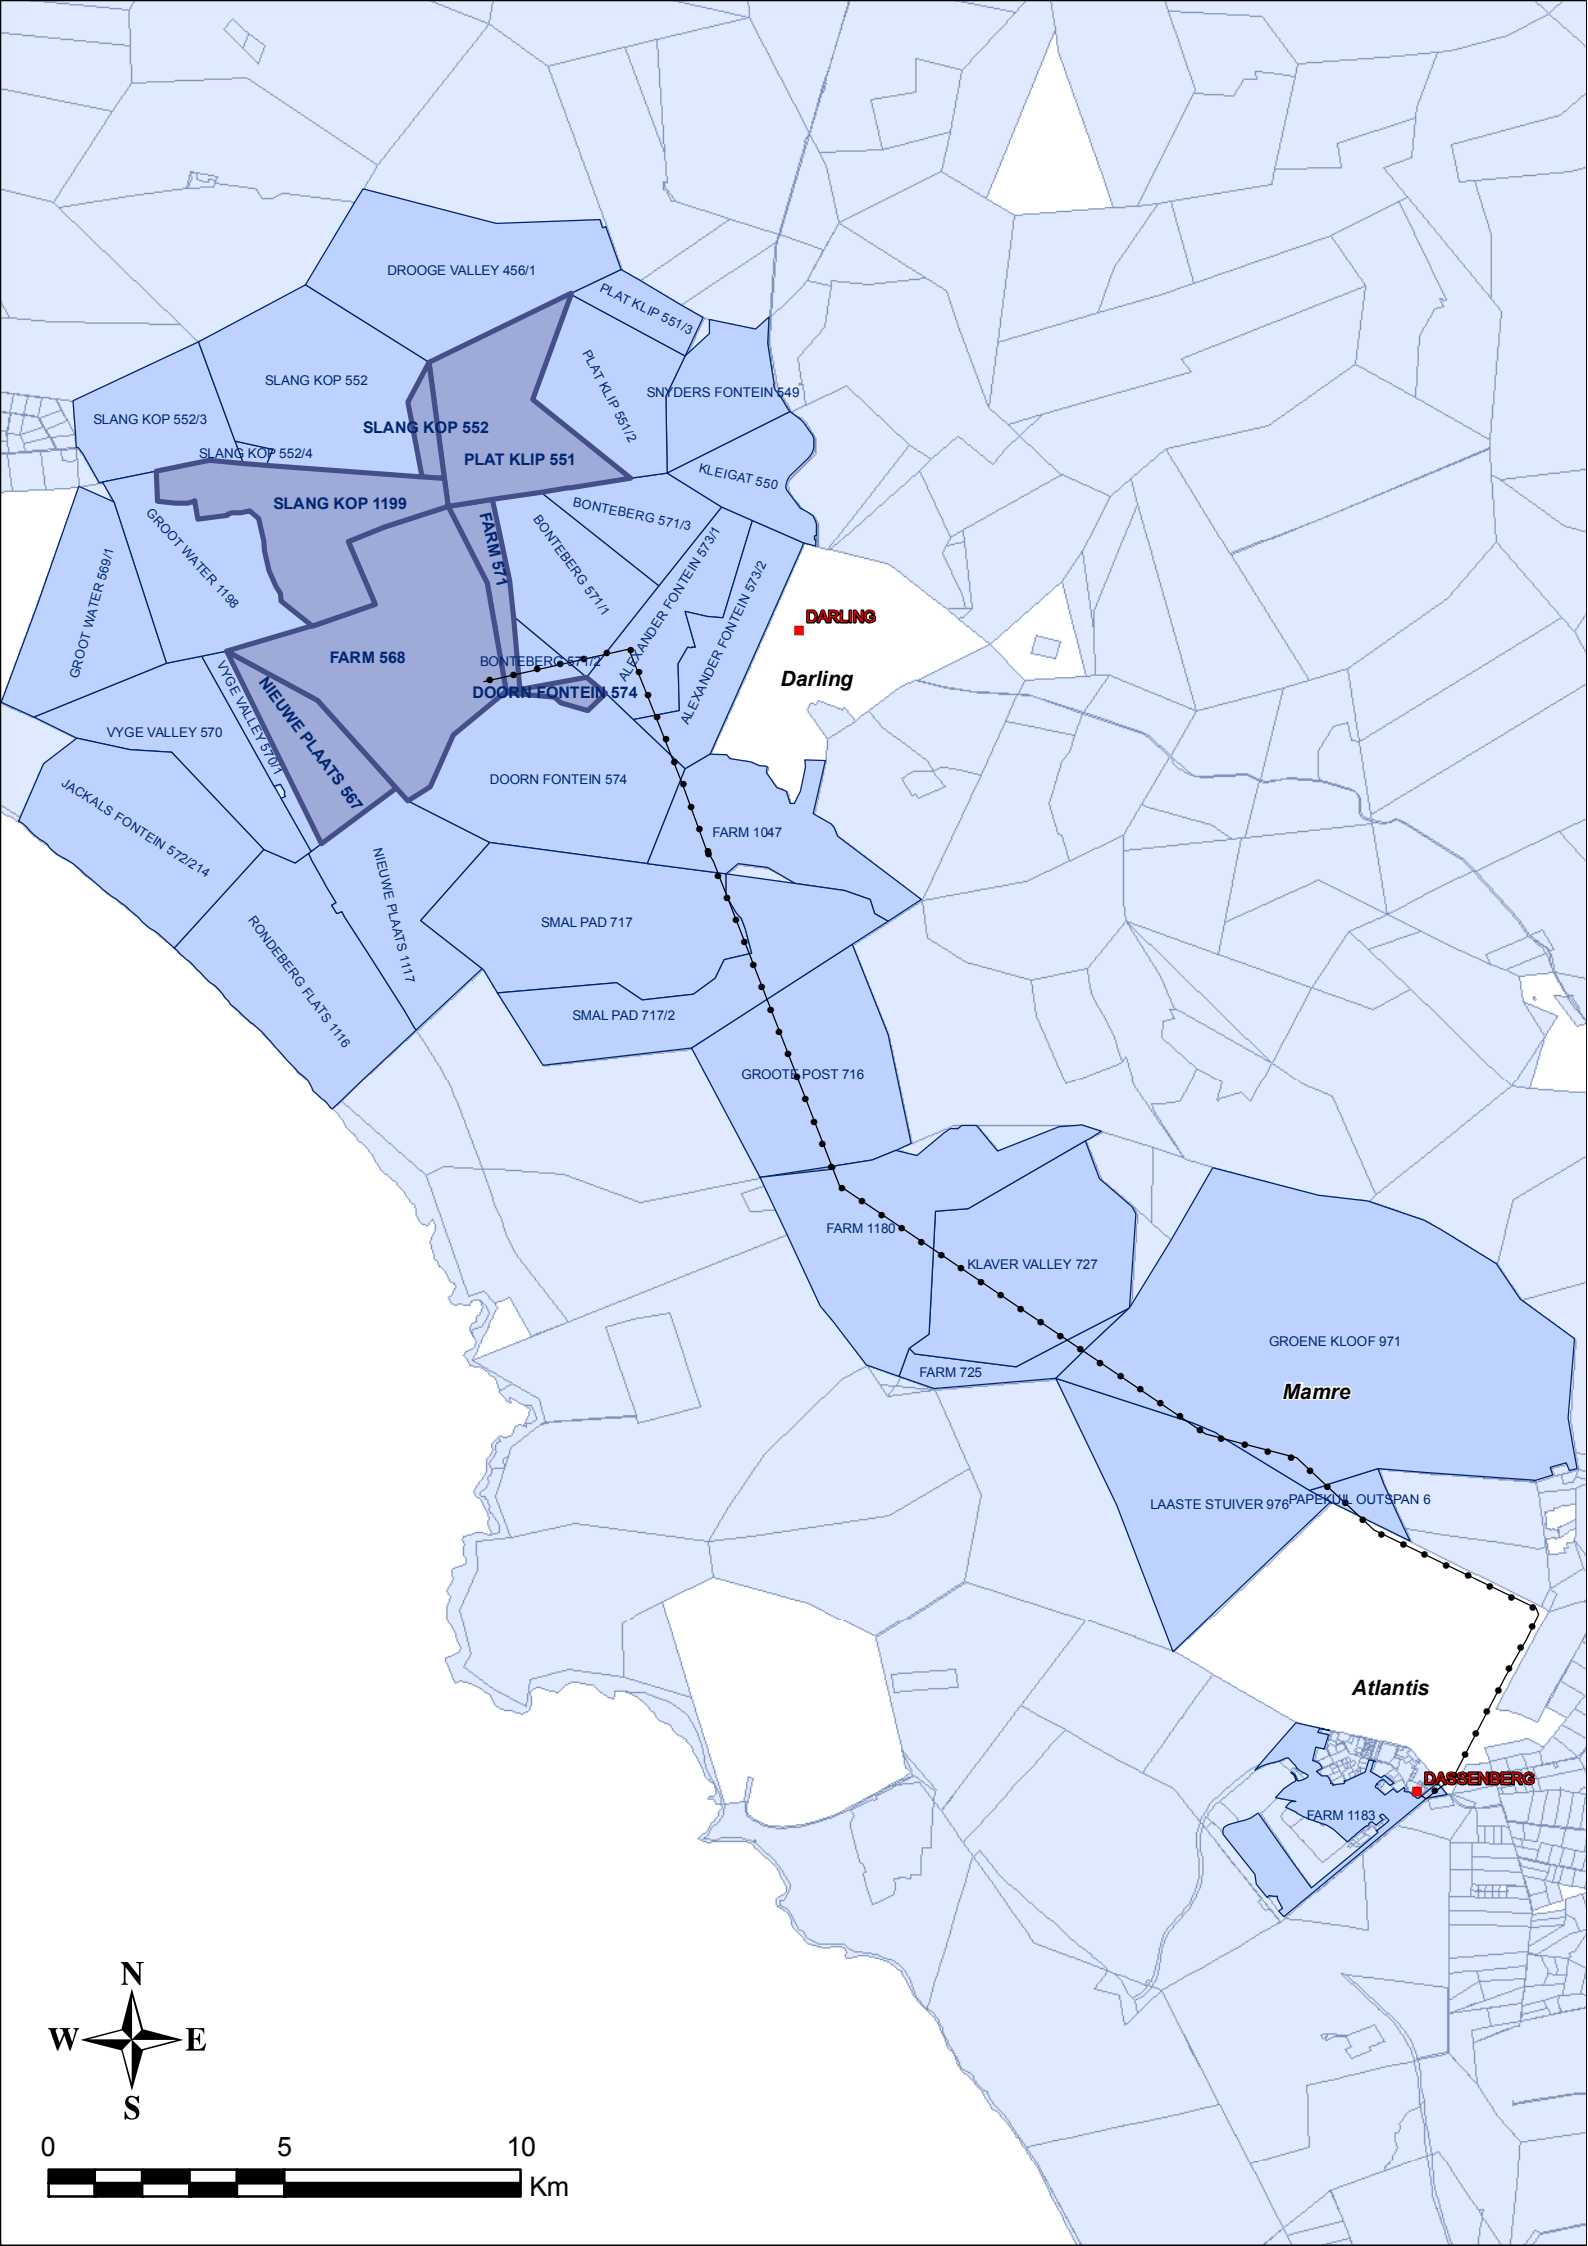 DROOGE VALLEY 456/1
PLAT KLIP 551/3
SLANG KOP 552
PLAT KLIP 551/2
SNYDERS FONTEIN 549
SLANG KOP 552/3
SLANG KOP 552
SLANG KOP 552/4
PLAT KLIP 551
KLEIGAT 550
SLANG KOP 1199
BONTEBERG 571/3
GROOT WATER 1198
FARM 571
BONTEBERG 571/1
ALEXANDER FONTEIN 573/1
ALEXANDER FONTEIN 573/2
GROOT WATER 569/1
DARLING
FARM 568
BONTEBERG 571/2
Darling
DOORN FONTEIN 574
VYGE VALLEY 570/1
NIEUWE PLAATS 567
VYGE VALLEY 570
DOORN FONTEIN 574
JACKALS FONTEIN 572/214
FARM 1047
NIEUWE PLAATS 1117
SMAL PAD 717
RONDEBERG FLATS 1116
SMAL PAD 717/2
GROOTE POST 716
FARM 1180
KLAVER VALLEY 727
GROENE KLOOF 971
FARM 725
Mamre
LAASTE STUIVER 976
PAPEKUIL OUTSPAN 6
Atlantis
DASSENBERG
FARM 1183
N
W E
S
0 5 10
Km